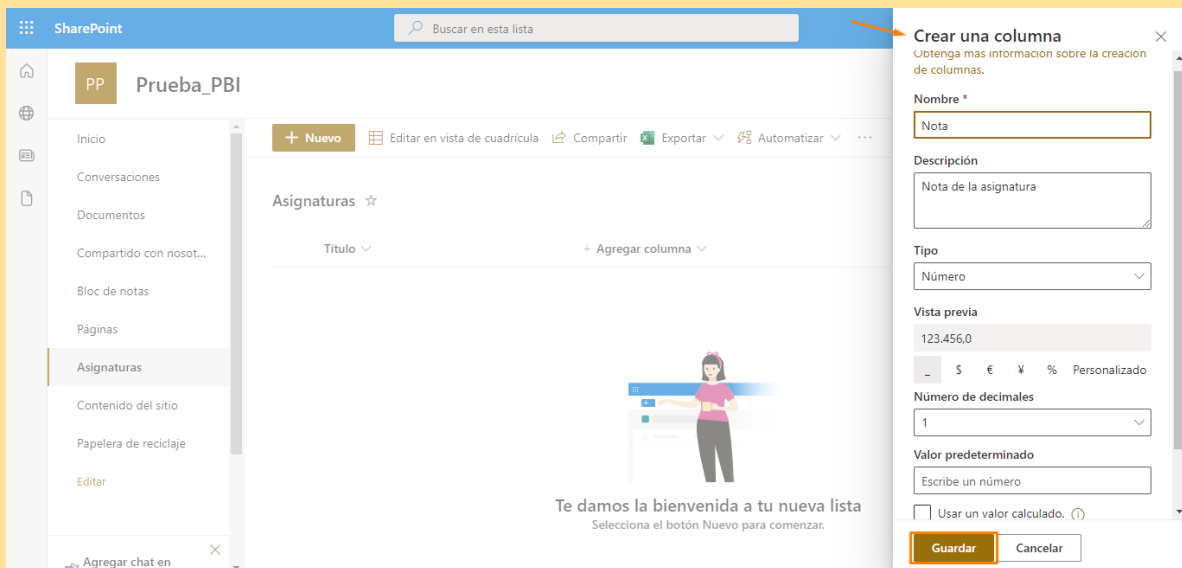 SharePoint
Buscar en esta lista
PP
Prueba_PBI
Inicio
Conversaciones
Documentos
Compartido con nosot...
Bloc de notas
Páginas
Asignaturas
Contenido del sitio
Papelera de reciclaje
Editar
Agregar chat en
+ Nuevo
Editar en vista de cuadrícula
Compartir
Exportar
Automatizar
...
Asignaturas
Título
+ Agregar columna
Te damos la bienvenida a tu nueva lista
Selecciona el botón Nuevo para comenzar.
Crear una columna
Obtenga más información sobre la creación
de columnas.
Nombre *
Nota
Descripción
Nota de la asignatura
Tipo
Número
Vista previa
123.456,0
_ $ € ¥ % Personalizado
Número de decimales
1
Valor predeterminado
Escribe un número
Usar un valor calculado.
Guardar
Cancelar